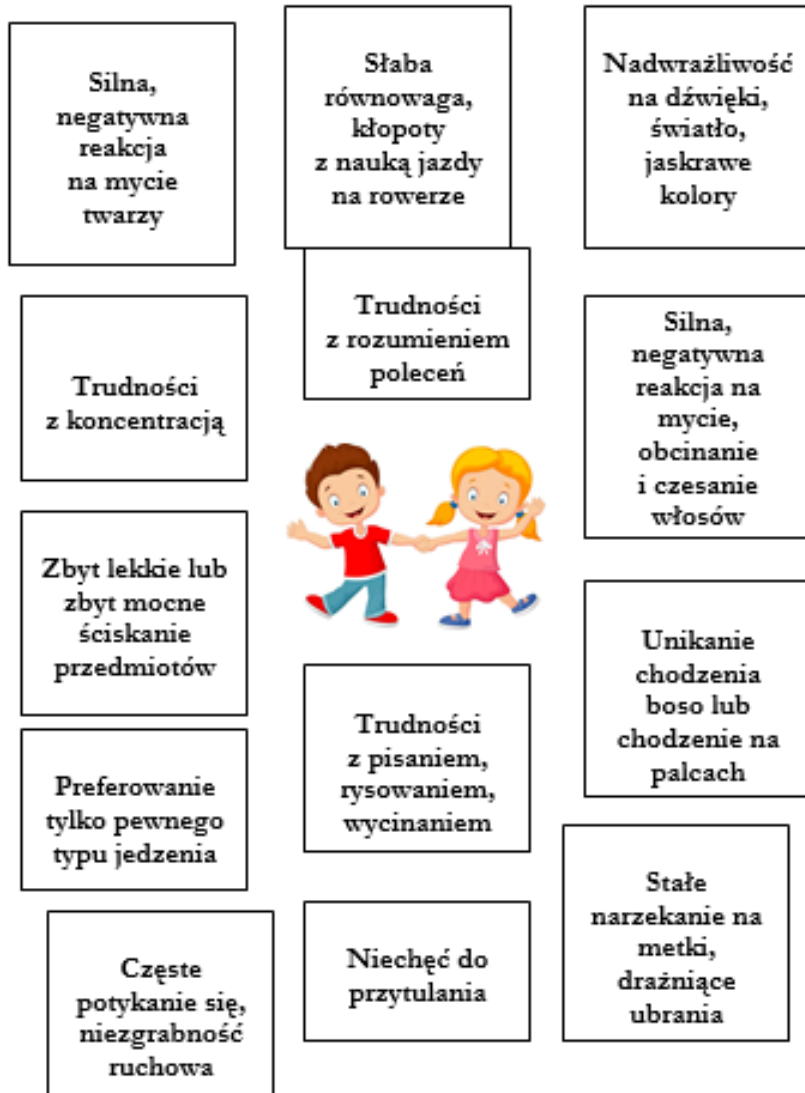 Silna,
negatywna
reakcja
na mycie
twarzy
Słaba
równowaga,
kłopoty
z nauką jazdy
na rowerze
Nadwrażliwość
na dźwięki,
światło,
jaskrawe
kolory
Trudności
z koncentracją
Trudności
z rozumieniem
poleceń
Silna,
negatywna
reakcja na
mycie,
obcinanie
i czesanie
włosów
Zbyt lekkie lub
zbyt mocne
ściskanie
przedmiotów
Unikanie
chodzenia
boso lub
chodzenie na
palcach
Trudności
z pisaniem,
rysowaniem,
wycinaniem
Preferowanie
tylko pewnego
typu jedzenia
Stałe
narzekanie na
metki,
drażniące
ubrania
Częste
potykanie się,
niezgrabność
ruchowa
Niechęć do
przytulania